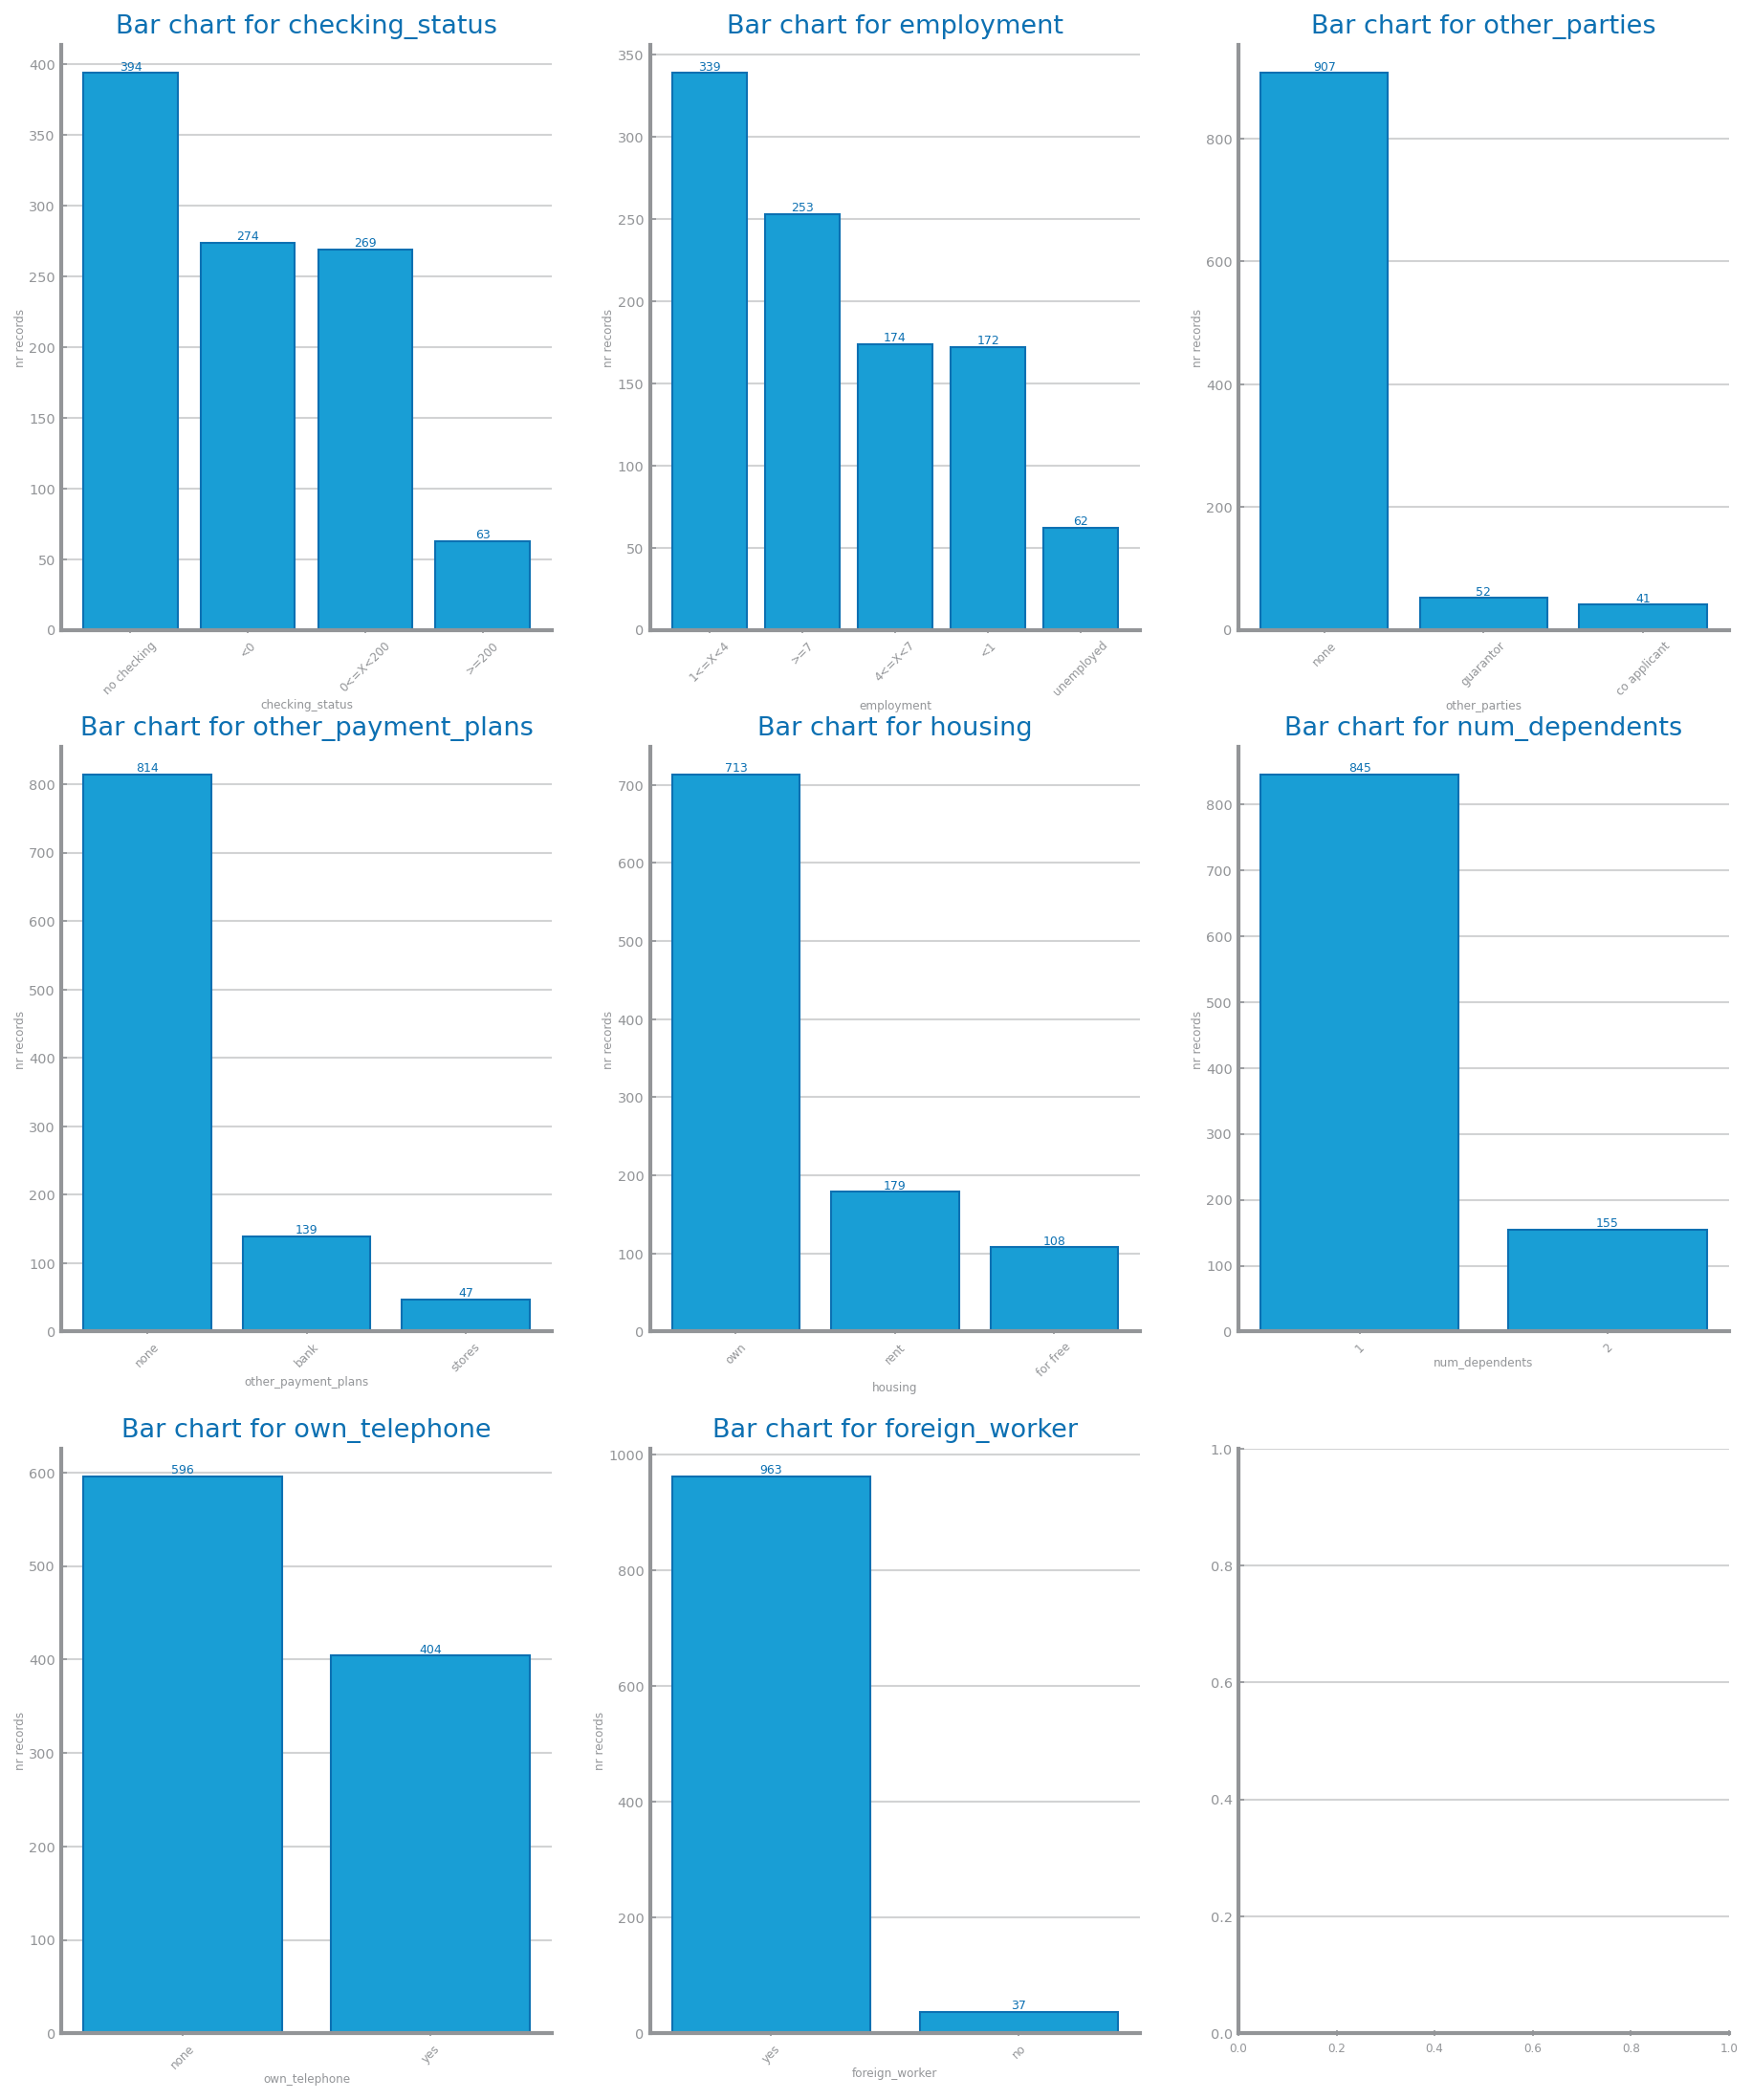 Bar chart for checking_status
400
350
300
250
200
150
100
50
0
nr records
394
274
269
63
no checking
<0
0<=X<200
>=200
checking_status
Bar chart for employment
350
300
250
200
150
100
50
0
nr records
339
253
174
172
62
1<=X<4
>=7
4<=X<7
<1
unemployed
employment
Bar chart for other_parties
800
600
400
200
0
nr records
907
52
41
none
guarantor
co applicant
other_parties
Bar chart for other_payment_plans
800
700
600
500
400
300
200
100
0
nr records
814
139
47
none
bank
stores
other_payment_plans
Bar chart for housing
700
600
500
400
300
200
100
0
nr records
713
179
108
own
rent
for free
housing
Bar chart for num_dependents
800
700
600
500
400
300
200
100
0
nr records
845
155
1
2
num_dependents
Bar chart for own_telephone
600
500
400
300
200
100
0
nr records
596
404
none
yes
own_telephone
Bar chart for foreign_worker
1000
800
600
400
200
0
nr records
963
37
yes
no
foreign_worker
1.0
0.8
0.6
0.4
0.2
0.0
0.0 0.2 0.4 0.6 0.8 1.0